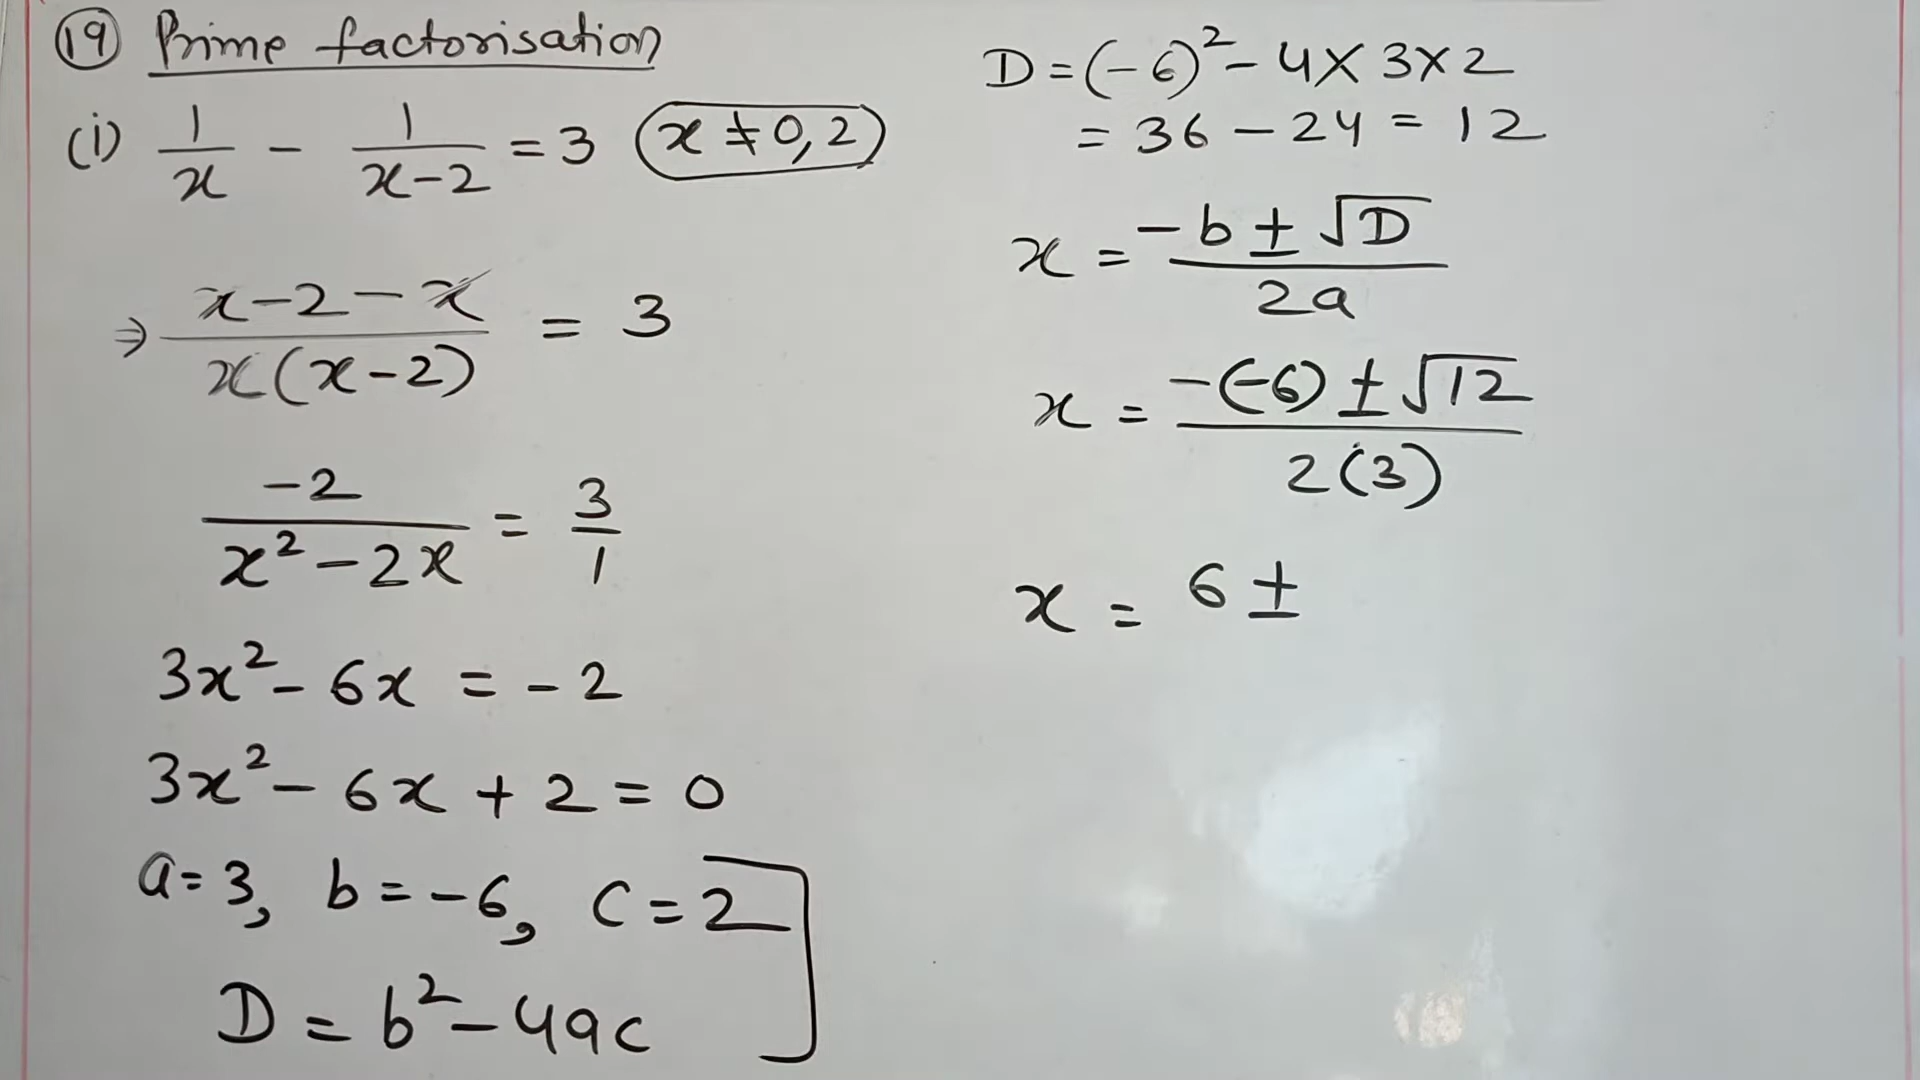 (19) Prime factorisation
(i) 1/x - 1/(x-2) = 3 (x ≠ 0, 2)
⇒ (x-2-x)/(x(x-2)) = 3
-2/(x²-2x) = 3/1
3x² - 6x = -2
3x² - 6x + 2 = 0
a=3, b=-6, c=2
D = b² - 4ac
D = (-6)² - 4×3×2
= 36 - 24 = 12
x = (-b ± √D)/(2a)
x = (-(-6) ± √12)/(2(3))
x = 6 ±